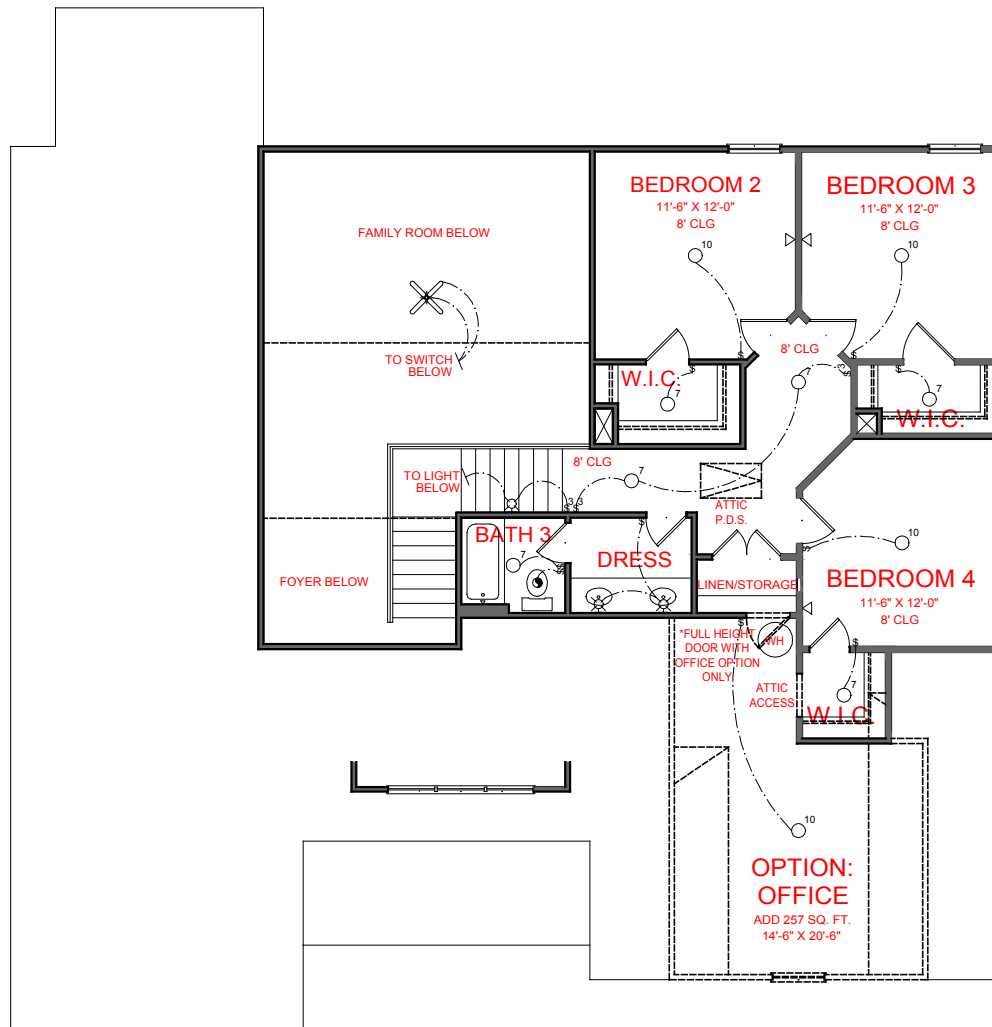 BEDROOM 2
11'-6" X 12'-0"
8' CLG
10
BEDROOM 3
11'-6" X 12'-0"
8' CLG
10
FAMILY ROOM BELOW
TO SWITCH
BELOW
8' CLG
$
$
3
$
W.I.C.
$
7
7
$
7
W.I.C.
8' CLG
7
TO LIGHT
BELOW
3
$
3
$
ATTIC
P.D.S.
BATH 3
7
$
$
DRESS
$
LINEN/STORAGE
$
10
BEDROOM 4
11'-6" X 12'-0"
8' CLG
FOYER BELOW
*FULL HEIGHT
DOOR WITH
OFFICE OPTION
ONLY
$
WH
ATTIC
ACCESS
$
7
W.I.C.
10
OPTION:
OFFICE
ADD 257 SQ. FT.
14'-6" X 20'-6"